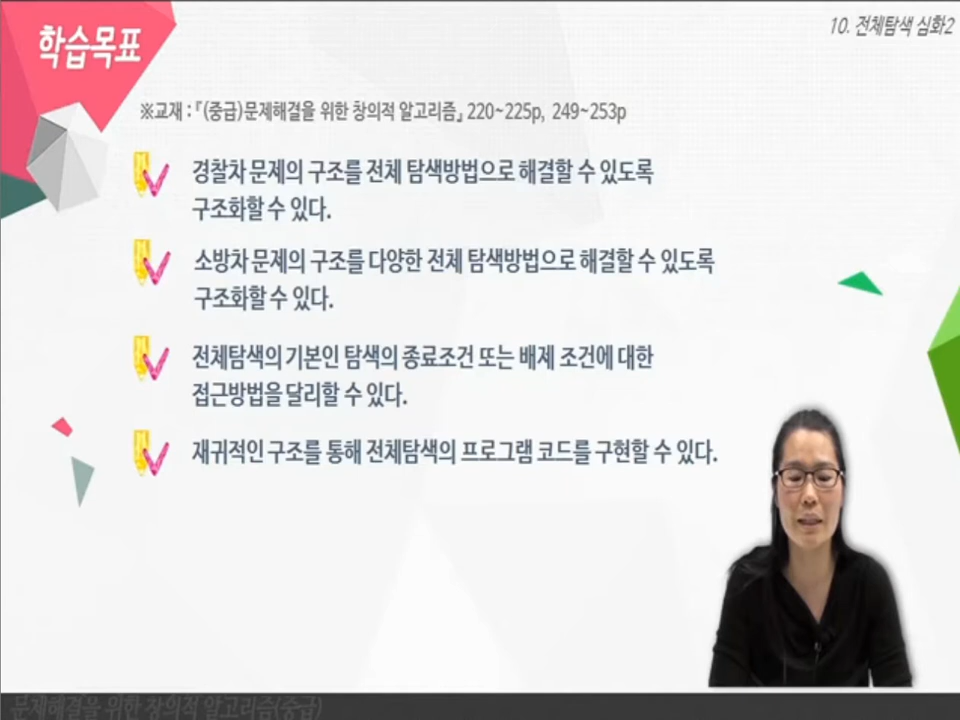 학습목표
10. 전체탐색 심화2
※교재 : 『(중급)문제해결을 위한 창의적 알고리즘』 220~225p, 249~253p
경찰차 문제의 구조를 전체 탐색방법으로 해결할 수 있도록
구조화할 수 있다.
소방차 문제의 구조를 다양한 전체 탐색방법으로 해결할 수 있도록
구조화할 수 있다.
전체탐색의 기본인 탐색의 종료조건 또는 배제 조건에 대한
접근방법을 달리할 수 있다.
재귀적인 구조를 통해 전체탐색의 프로그램 코드를 구현할 수 있다.
문제해결을 위한 창의적 알고리즘(중급)